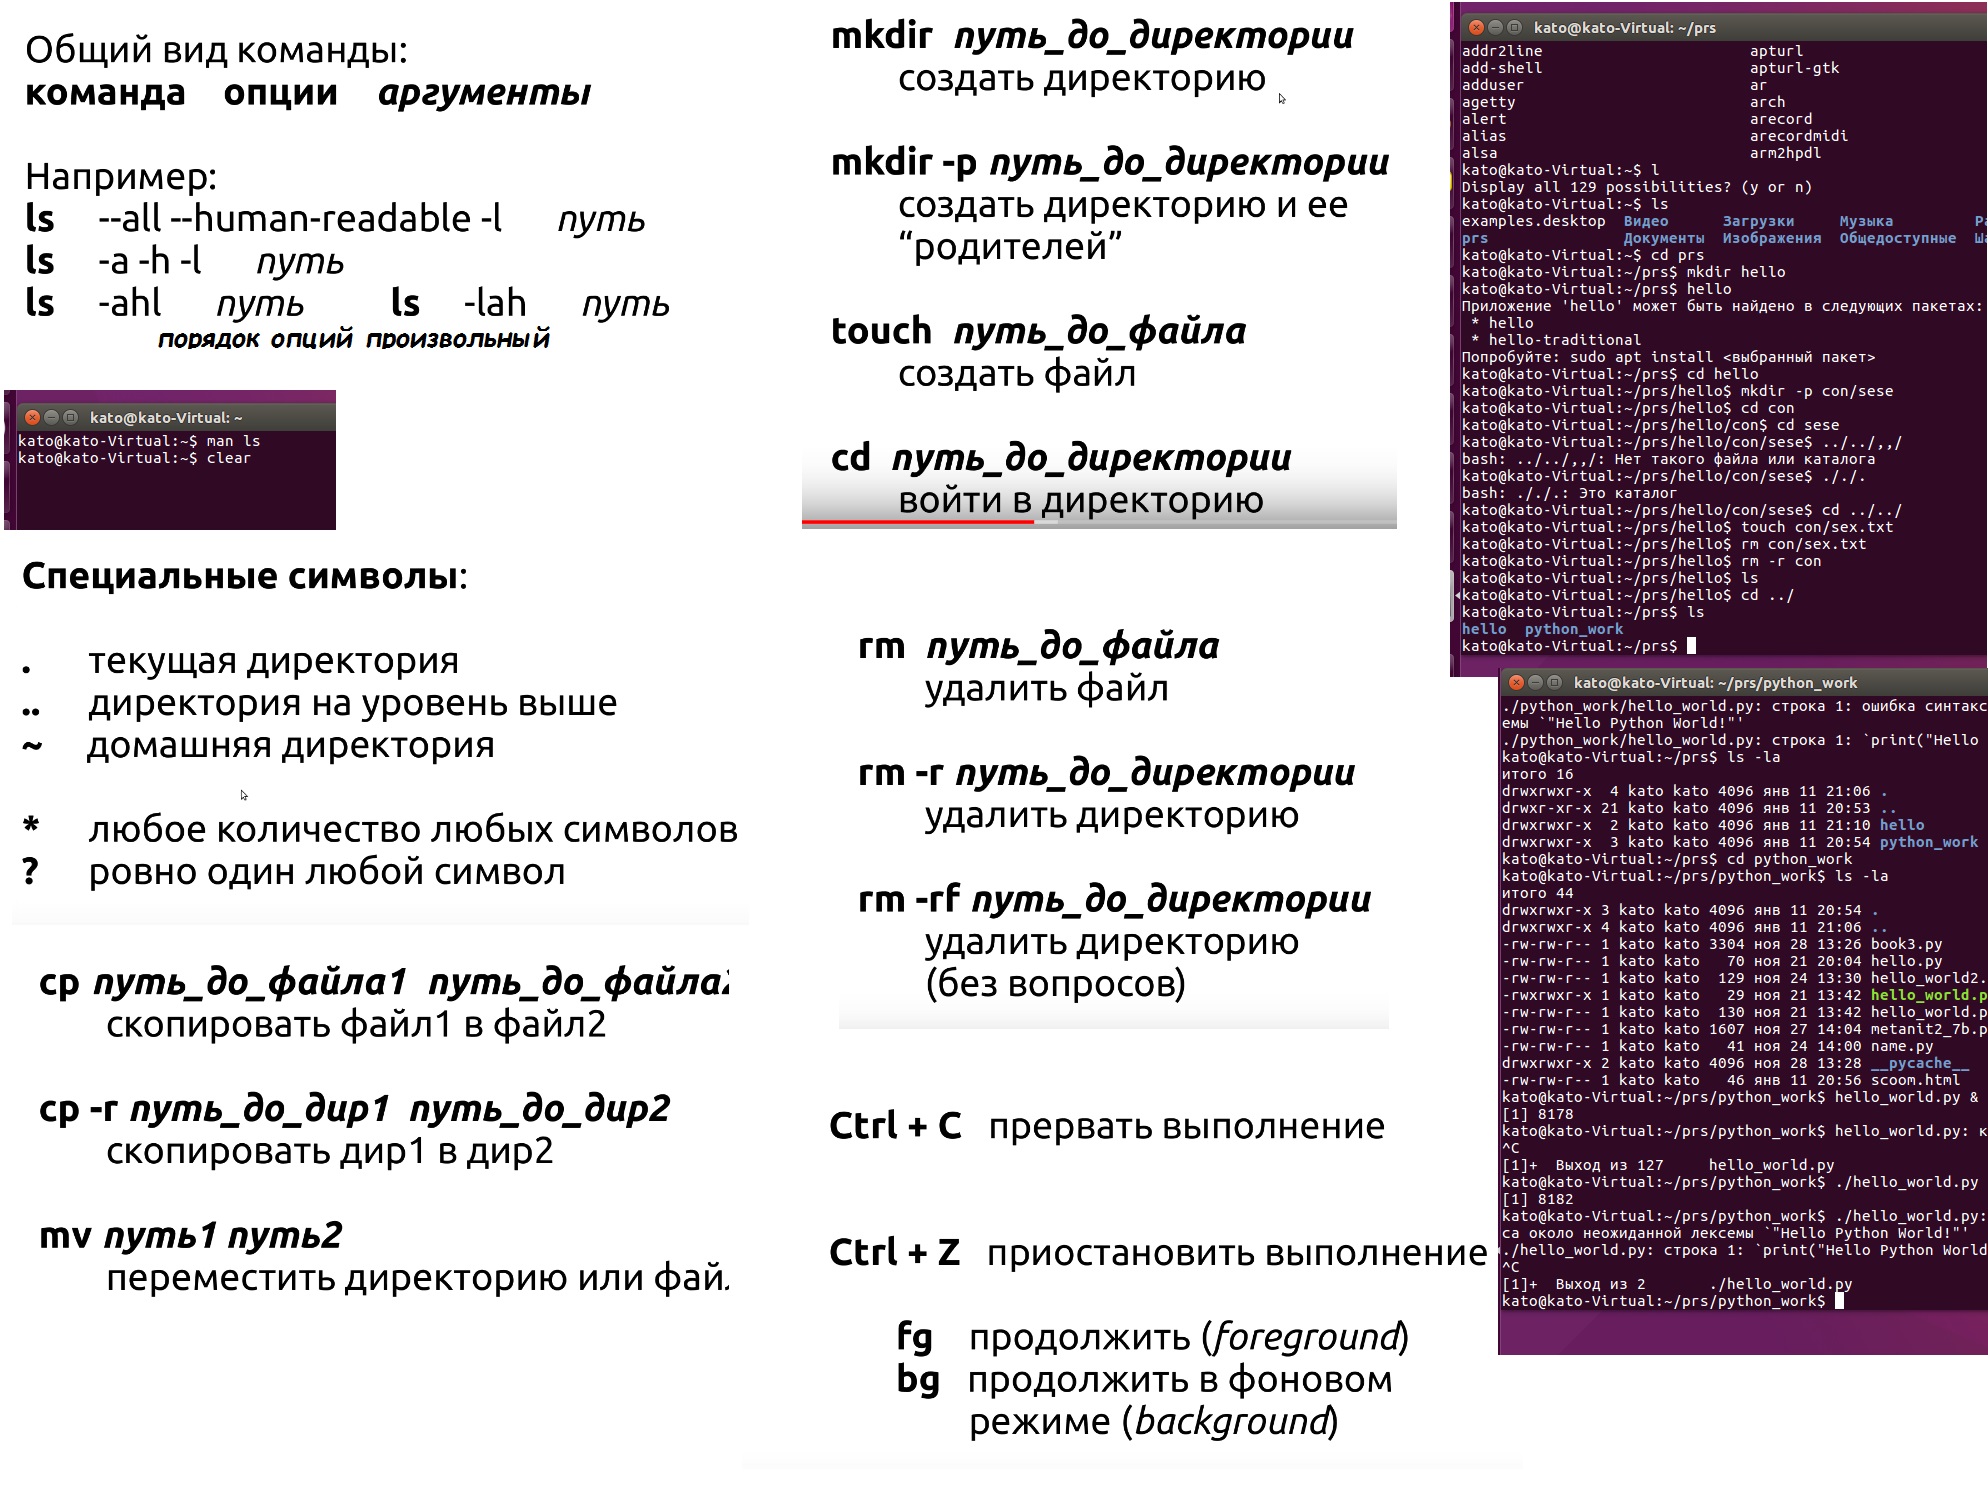 Общий вид команды:
команда опции аргументы
Например:
ls --all --human-readable -l путь
ls -a -h -l путь
ls -ahl путь ls -lah путь
порядок опций произвольный
kato@kato-Virtual: ~
kato@kato-Virtual:~$ man ls
kato@kato-Virtual:~$ clear
Специальные символы:
. текущая директория
.. директория на уровень выше
~ домашняя директория
* любое количество любых символов
? ровно один любой символ
cp путь_до_файла1 путь_до_файла2
скопировать файл1 в файл2
cp -r путь_до_дир1 путь_до_дир2
скопировать дир1 в дир2
mv путь1 путь2
переместить директорию или файл
mkdir путь_до_директории
создать директорию
mkdir -p путь_до_директории
создать директорию и ее
“родителей”
touch путь_до_файла
создать файл
cd путь_до_директории
войти в директорию
rm путь_до_файла
удалить файл
rm -r путь_до_директории
удалить директорию
rm -rf путь_до_директории
удалить директорию
(без вопросов)
Ctrl + C прервать выполнение
Ctrl + Z приостановить выполнение
fg продолжить (foreground)
bg продолжить в фоновом
режиме (background)
kato@kato-Virtual: ~/prs
addr2line apturl
add-shell apturl-gtk
adduser ar
agetty arch
alert arecord
alias arecordmidi
alsa arm2hpdl
kato@kato-Virtual:~$ l
Display all 129 possibilities? (y or n)
kato@kato-Virtual:~$ ls
examples.desktop Видео Загрузки Музыка
prs Документы Изображения Общедоступные
kato@kato-Virtual:~$ cd prs
kato@kato-Virtual:~/prs$ mkdir hello
kato@kato-Virtual:~/prs$ hello
Приложение 'hello' может быть найдено в следующих пакетах:
* hello
* hello-traditional
Попробуйте: sudo apt install <выбранный пакет>
kato@kato-Virtual:~/prs$ cd hello
kato@kato-Virtual:~/prs/hello$ mkdir -p con/sese
kato@kato-Virtual:~/prs/hello$ cd con
kato@kato-Virtual:~/prs/hello/con$ cd sese
kato@kato-Virtual:~/prs/hello/con/sese$ ../../,,/
bash: ../../,,/: Нет такого файла или каталога
kato@kato-Virtual:~/prs/hello/con/sese$ ././.
bash: ././.: Это каталог
kato@kato-Virtual:~/prs/hello/con/sese$ cd ../../
kato@kato-Virtual:~/prs/hello$ touch con/sex.txt
kato@kato-Virtual:~/prs/hello$ rm con/sex.txt
kato@kato-Virtual:~/prs/hello$ rm -r con
kato@kato-Virtual:~/prs/hello$ ls
kato@kato-Virtual:~/prs/hello$ cd ../
kato@kato-Virtual:~/prs$ ls
hello python_work
kato@kato-Virtual:~/prs$
kato@kato-Virtual: ~/prs/python_work
./python_work/hello_world.py: строка 1: ошибка синтакс
емы `"Hello Python World!"'
./python_work/hello_world.py: строка 1: `print("Hello
kato@kato-Virtual:~/prs$ ls -la
итого 16
drwxrwxr-x 4 kato kato 4096 янв 11 21:06 .
drwxr-xr-x 21 kato kato 4096 янв 11 20:53 ..
drwxrwxr-x 2 kato kato 4096 янв 11 21:10 hello
drwxrwxr-x 3 kato kato 4096 янв 11 20:54 python_work
kato@kato-Virtual:~/prs$ cd python_work
kato@kato-Virtual:~/prs/python_work$ ls -la
итого 44
drwxrwxr-x 3 kato kato 4096 янв 11 20:54 .
drwxrwxr-x 4 kato kato 4096 янв 11 21:06 ..
-rw-rw-r-- 1 kato kato 3304 ноя 28 13:26 book3.py
-rw-rw-r-- 1 kato kato 70 ноя 21 20:04 hello.py
-rw-rw-r-- 1 kato kato 129 ноя 24 13:30 hello_world2.
-rwxrwxr-x 1 kato kato 29 ноя 21 13:42 hello_world.p
-rw-rw-r-- 1 kato kato 130 ноя 21 13:42 hello_world.p
-rw-rw-r-- 1 kato kato 1607 ноя 27 14:04 metanit2_7b.p
-rw-rw-r-- 1 kato kato 41 ноя 24 14:00 name.py
drwxrwxr-x 2 kato kato 4096 ноя 28 13:28 __pycache__
-rw-rw-r-- 1 kato kato 46 янв 11 20:56 scoom.html
kato@kato-Virtual:~/prs/python_work$ hello_world.py &
[1] 8178
kato@kato-Virtual:~/prs/python_work$ hello_world.py: к
^C
[1]+ Выход из 127 hello_world.py
kato@kato-Virtual:~/prs/python_work$ ./hello_world.py
[1] 8182
kato@kato-Virtual:~/prs/python_work$ ./hello_world.py:
са около неожиданной лексемы `"Hello Python World!"'
./hello_world.py: строка 1: `print("Hello Python World
^C
[1]+ Выход из 2 ./hello_world.py
kato@kato-Virtual:~/prs/python_work$